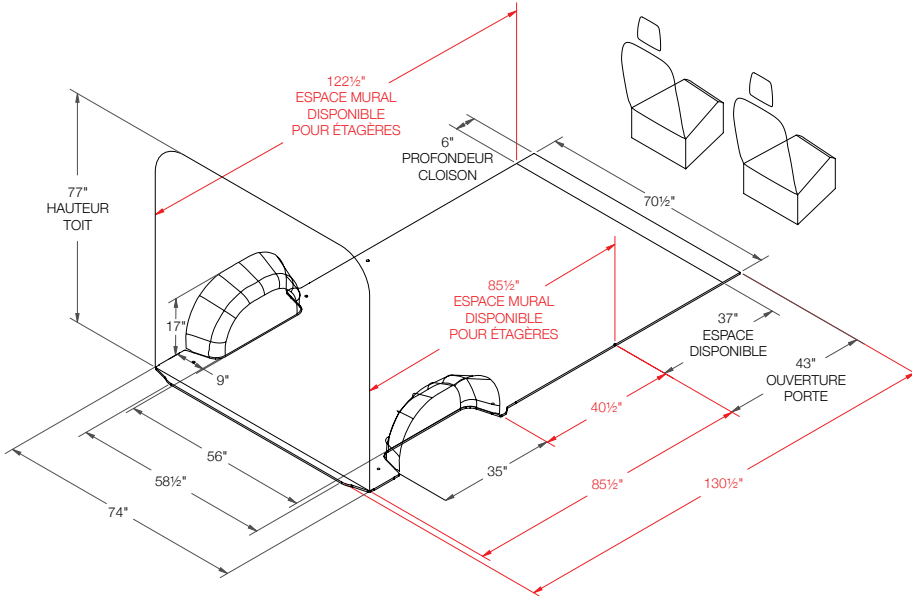 122½"
ESPACE MURAL
DISPONIBLE
POUR ÉTAGÈRES
6"
PROFONDEUR
CLOISON
77"
HAUTEUR
TOIT
70½"
85½"
ESPACE MURAL
DISPONIBLE
POUR ÉTAGÈRES
17"
9"
37"
ESPACE
DISPONIBLE
43"
OUVERTURE
PORTE
40½"
56"
35"
58½"
85½"
130½"
74"